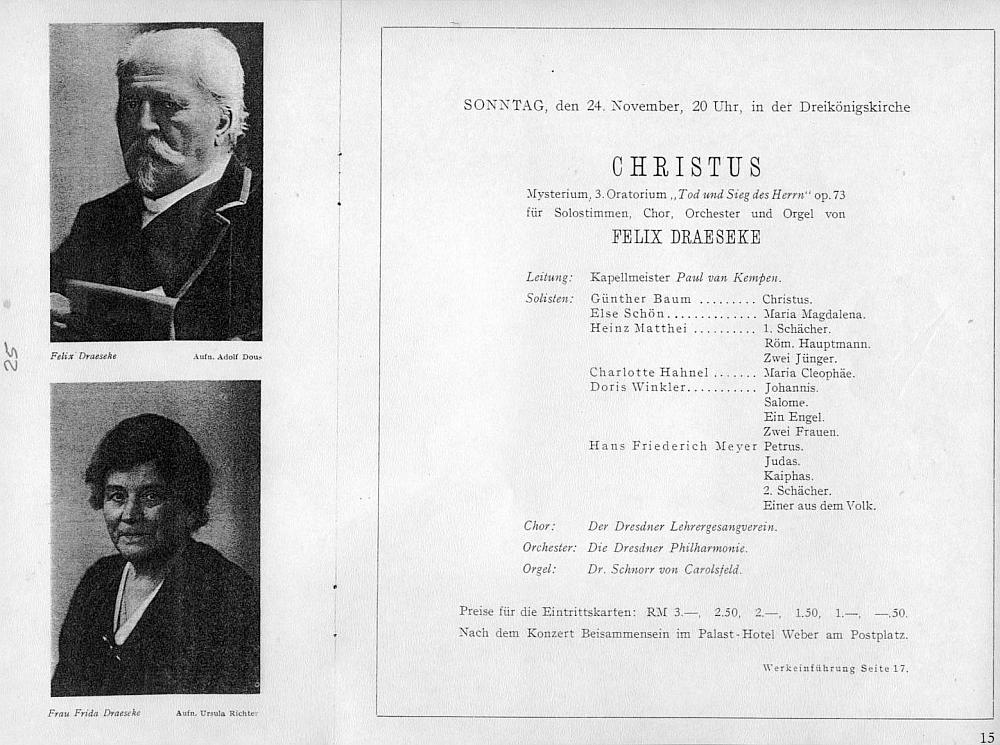 25
Felix Draeseke Aufn. Adolf Dous
Frau Frida Draeseke Aufn. Ursula Richter
SONNTAG, den 24. November, 20 Uhr, in der Dreikönigskirche
CHRISTUS
Mysterium, 3. Oratorium „Tod und Sieg des Herrn“ op. 73
für Solostimmen, Chor, Orchester und Orgel von
FELIX DRAESEKE
Leitung: Kapellmeister Paul van Kempen.
Solisten: Günther Baum ......... Christus.
Else Schön.............. Maria Magdalena.
Heinz Matthei .......... 1. Schächer.
Röm. Hauptmann.
Zwei Jünger.
Charlotte Hahnel ....... Maria Cleophäe.
Doris Winkler........... Johannis.
Salome.
Ein Engel.
Zwei Frauen.
Hans Friederich Meyer Petrus.
Judas.
Kaiphas.
2. Schächer.
Einer aus dem Volk.
Chor: Der Dresdner Lehrergesangverein.
Orchester: Die Dresdner Philharmonie.
Orgel: Dr. Schnorr von Carolsfeld.
Preise für die Eintrittskarten: RM 3.—, 2.50, 2.—, 1.50, 1.—, —.50.
Nach dem Konzert Beisammensein im Palast-Hotel Weber am Postplatz.
Werkeinführung Seite 17.
15